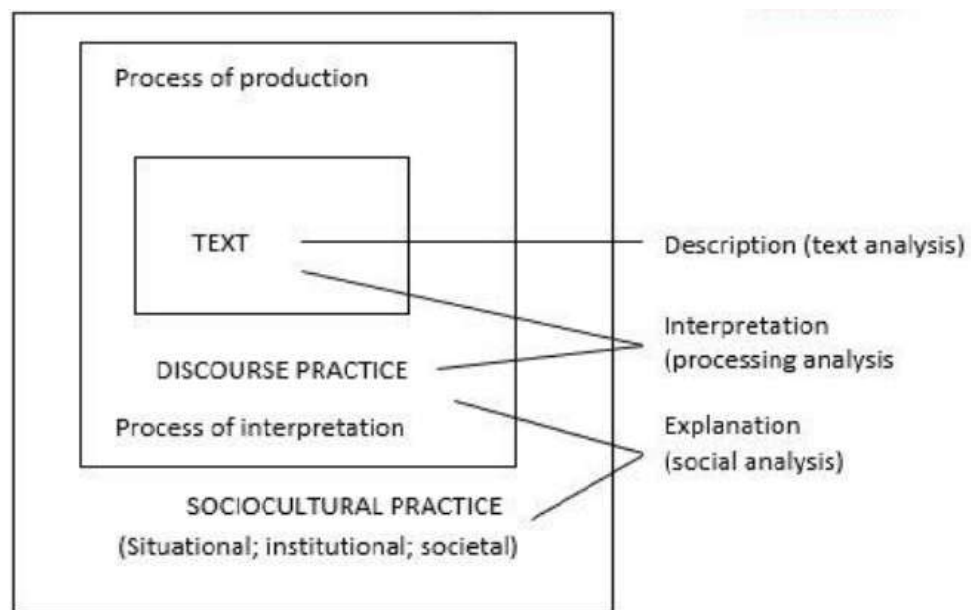 Process of production
TEXT
Description (text analysis)
Interpretation
(processing analysis
DISCOURSE PRACTICE
Process of interpretation
Explanation
(social analysis)
SOCIOCULTURAL PRACTICE
(Situational; institutional; societal)